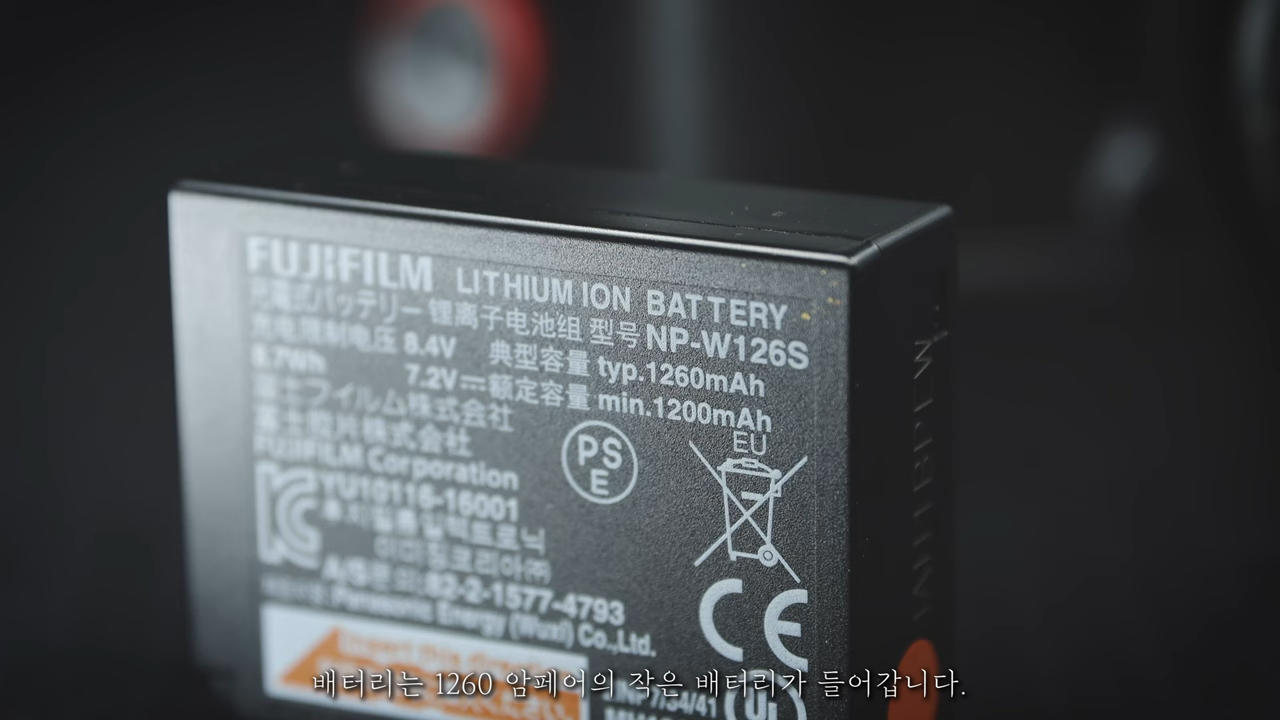 FUJIFILM LITHIUM ION BATTERY
充電式バッテリー 锂离子电池组 型号 NP-W126S
充电限制电压 8.4V 典型容量 typ.1260mAh
8.7Wh 7.2V⎓额定容量 min.1200mAh
富士フイルム株式会社
富士胶片株式会社
FUJIFILM Corporation
PSE
EU
YU10116-16001
후지필름일렉트로닉
이미징코리아㈜
A/S문의:82-2-1577-4793
Panasonic Energy (Wuxi) Co.,Ltd.
CE
Insert this direction
배터리는 1260 암페어의 작은 배터리가 들어갑니다.